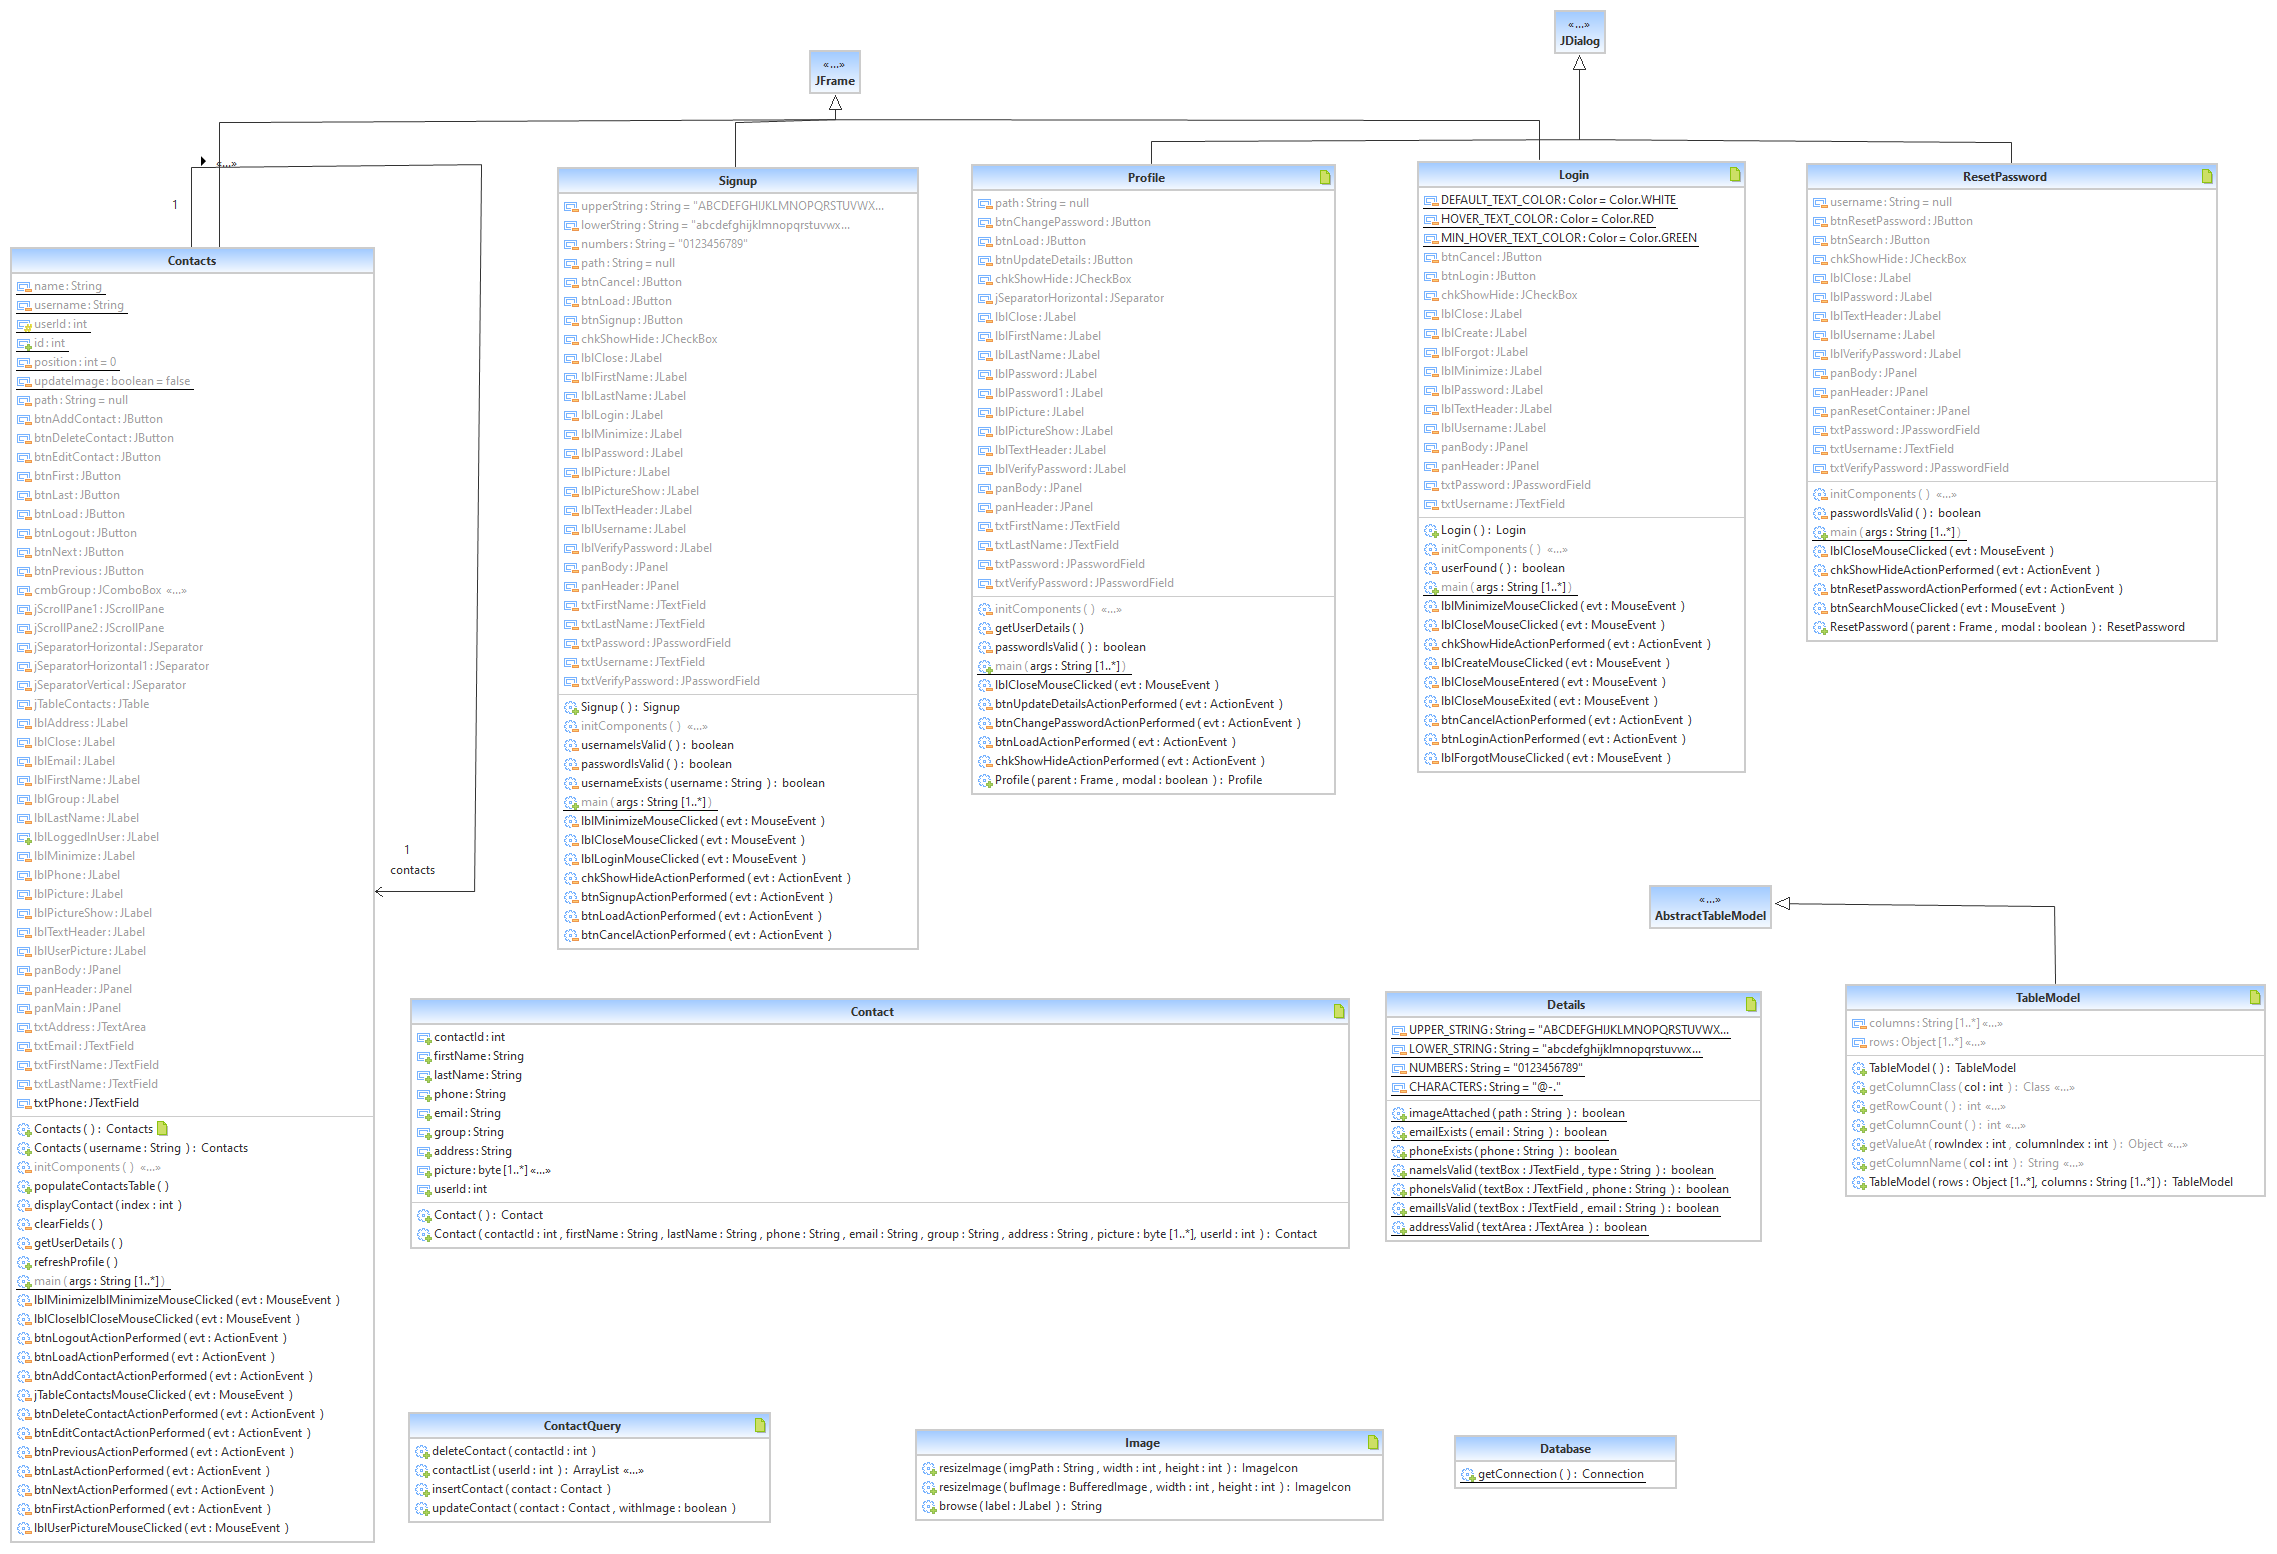 «...»
JDialog
«...»
JFrame
«...»
1
1
contacts
Contacts
name : String
username : String
userId : int
id : int
position : int = 0
updateImage : boolean = false
path : String = null
btnAddContact : JButton
btnDeleteContact : JButton
btnEditContact : JButton
btnFirst : JButton
btnLast : JButton
btnLoad : JButton
btnLogout : JButton
btnNext : JButton
btnPrevious : JButton
cmbGroup : JComboBox «...»
jScrollPane1 : JScrollPane
jScrollPane2 : JScrollPane
jSeparatorHorizontal : JSeparator
jSeparatorHorizontal1 : JSeparator
jSeparatorVertical : JSeparator
jTableContacts : JTable
lblAddress : JLabel
lblClose : JLabel
lblEmail : JLabel
lblFirstName : JLabel
lblGroup : JLabel
lblLastName : JLabel
lblLoggedInUser : JLabel
lblMinimize : JLabel
lblPhone : JLabel
lblPicture : JLabel
lblPictureShow : JLabel
lblTextHeader : JLabel
lblUserPicture : JLabel
panBody : JPanel
panHeader : JPanel
panMain : JPanel
txtAddress : JTextArea
txtEmail : JTextField
txtFirstName : JTextField
txtLastName : JTextField
txtPhone : JTextField
Contacts ( ) : Contacts
Contacts ( username : String ) : Contacts
initComponents ( ) «...»
populateContactsTable ( )
displayContact ( index : int )
clearFields ( )
getUserDetails ( )
refreshProfile ( )
main ( args : String [1..*] )
lblMinimizelblMinimizeMouseClicked ( evt : MouseEvent )
lblCloselblCloseMouseClicked ( evt : MouseEvent )
btnLogoutActionPerformed ( evt : ActionEvent )
btnLoadActionPerformed ( evt : ActionEvent )
btnAddContactActionPerformed ( evt : ActionEvent )
jTableContactsMouseClicked ( evt : MouseEvent )
btnDeleteContactActionPerformed ( evt : ActionEvent )
btnEditContactActionPerformed ( evt : ActionEvent )
btnPreviousActionPerformed ( evt : ActionEvent )
btnLastActionPerformed ( evt : ActionEvent )
btnNextActionPerformed ( evt : ActionEvent )
btnFirstActionPerformed ( evt : ActionEvent )
lblUserPictureMouseClicked ( evt : MouseEvent )
Signup
upperString : String = "ABCDEFGHIJKLMNOPQRSTUVWX...
lowerString : String = "abcdefghijklmnopqrstuvwx...
numbers : String = "0123456789"
path : String = null
btnCancel : JButton
btnLoad : JButton
btnSignup : JButton
chkShowHide : JCheckBox
lblClose : JLabel
lblFirstName : JLabel
lblLastName : JLabel
lblLogin : JLabel
lblMinimize : JLabel
lblPassword : JLabel
lblPicture : JLabel
lblPictureShow : JLabel
lblTextHeader : JLabel
lblUsername : JLabel
lblVerifyPassword : JLabel
panBody : JPanel
panHeader : JPanel
txtFirstName : JTextField
txtLastName : JTextField
txtPassword : JPasswordField
txtUsername : JTextField
txtVerifyPassword : JPasswordField
Signup ( ) : Signup
initComponents ( ) «...»
usernameIsValid ( ) : boolean
passwordIsValid ( ) : boolean
usernameExists ( username : String ) : boolean
main ( args : String [1..*] )
lblMinimizeMouseClicked ( evt : MouseEvent )
lblCloseMouseClicked ( evt : MouseEvent )
lblLoginMouseClicked ( evt : MouseEvent )
chkShowHideActionPerformed ( evt : ActionEvent )
btnSignupActionPerformed ( evt : ActionEvent )
btnLoadActionPerformed ( evt : ActionEvent )
btnCancelActionPerformed ( evt : ActionEvent )
Profile
path : String = null
btnChangePassword : JButton
btnLoad : JButton
btnUpdateDetails : JButton
chkShowHide : JCheckBox
jSeparatorHorizontal : JSeparator
lblClose : JLabel
lblFirstName : JLabel
lblLastName : JLabel
lblPassword : JLabel
lblPassword1 : JLabel
lblPicture : JLabel
lblPictureShow : JLabel
lblTextHeader : JLabel
lblVerifyPassword : JLabel
panBody : JPanel
panHeader : JPanel
txtFirstName : JTextField
txtLastName : JTextField
txtPassword : JPasswordField
txtVerifyPassword : JPasswordField
initComponents ( ) «...»
getUserDetails ( )
passwordIsValid ( ) : boolean
main ( args : String [1..*] )
lblCloseMouseClicked ( evt : MouseEvent )
btnUpdateDetailsActionPerformed ( evt : ActionEvent )
btnChangePasswordActionPerformed ( evt : ActionEvent )
btnLoadActionPerformed ( evt : ActionEvent )
chkShowHideActionPerformed ( evt : ActionEvent )
Profile ( parent : Frame , modal : boolean ) : Profile
Login
DEFAULT_TEXT_COLOR : Color = Color.WHITE
HOVER_TEXT_COLOR : Color = Color.RED
MIN_HOVER_TEXT_COLOR : Color = Color.GREEN
btnCancel : JButton
btnLogin : JButton
chkShowHide : JCheckBox
lblClose : JLabel
lblCreate : JLabel
lblForgot : JLabel
lblMinimize : JLabel
lblPassword : JLabel
lblTextHeader : JLabel
lblUsername : JLabel
panBody : JPanel
panHeader : JPanel
txtPassword : JPasswordField
txtUsername : JTextField
Login ( ) : Login
initComponents ( ) «...»
userFound ( ) : boolean
main ( args : String [1..*] )
lblMinimizeMouseClicked ( evt : MouseEvent )
lblCloseMouseClicked ( evt : MouseEvent )
chkShowHideActionPerformed ( evt : ActionEvent )
lblCreateMouseClicked ( evt : MouseEvent )
lblCloseMouseEntered ( evt : MouseEvent )
lblCloseMouseExited ( evt : MouseEvent )
btnCancelActionPerformed ( evt : ActionEvent )
btnLoginActionPerformed ( evt : ActionEvent )
lblForgotMouseClicked ( evt : MouseEvent )
ResetPassword
username : String = null
btnResetPassword : JButton
btnSearch : JButton
chkShowHide : JCheckBox
lblClose : JLabel
lblPassword : JLabel
lblTextHeader : JLabel
lblUsername : JLabel
lblVerifyPassword : JLabel
panBody : JPanel
panHeader : JPanel
panResetContainer : JPanel
txtPassword : JPasswordField
txtUsername : JTextField
txtVerifyPassword : JPasswordField
initComponents ( ) «...»
passwordIsValid ( ) : boolean
main ( args : String [1..*] )
lblCloseMouseClicked ( evt : MouseEvent )
chkShowHideActionPerformed ( evt : ActionEvent )
btnResetPasswordActionPerformed ( evt : ActionEvent )
btnSearchMouseClicked ( evt : MouseEvent )
ResetPassword ( parent : Frame , modal : boolean ) : ResetPassword
«...»
AbstractTableModel
Contact
contactId : int
firstName : String
lastName : String
phone : String
email : String
group : String
address : String
picture : byte [1..*] «...»
userId : int
Contact ( ) : Contact
Contact ( contactId : int , firstName : String , lastName : String , phone : String , email : String , group : String , address : String , picture : byte [1..*], userId : int ) : Contact
Details
UPPER_STRING : String = "ABCDEFGHIJKLMNOPQRSTUVWX...
LOWER_STRING : String = "abcdefghijklmnopqrstuvwx...
NUMBERS : String = "0123456789"
CHARACTERS : String = "@-."
imageAttached ( path : String ) : boolean
emailExists ( email : String ) : boolean
phoneExists ( phone : String ) : boolean
nameIsValid ( textBox : JTextField , type : String ) : boolean
phoneIsValid ( textBox : JTextField , phone : String ) : boolean
emailIsValid ( textBox : JTextField , email : String ) : boolean
addressValid ( textArea : JTextArea ) : boolean
TableModel
columns : String [1..*] «...»
rows : Object [1..*] «...»
TableModel ( ) : TableModel
getColumnClass ( col : int ) : Class «...»
getRowCount ( ) : int «...»
getColumnCount ( ) : int «...»
getValueAt ( rowIndex : int , columnIndex : int ) : Object «...»
getColumnName ( col : int ) : String «...»
TableModel ( rows : Object [1..*], columns : String [1..*] ) : TableModel
ContactQuery
deleteContact ( contactId : int )
contactList ( userId : int ) : ArrayList «...»
insertContact ( contact : Contact )
updateContact ( contact : Contact , withImage : boolean )
Image
resizeImage ( imgPath : String , width : int , height : int ) : ImageIcon
resizeImage ( bufImage : BufferedImage , width : int , height : int ) : ImageIcon
browse ( label : JLabel ) : String
Database
getConnection ( ) : Connection